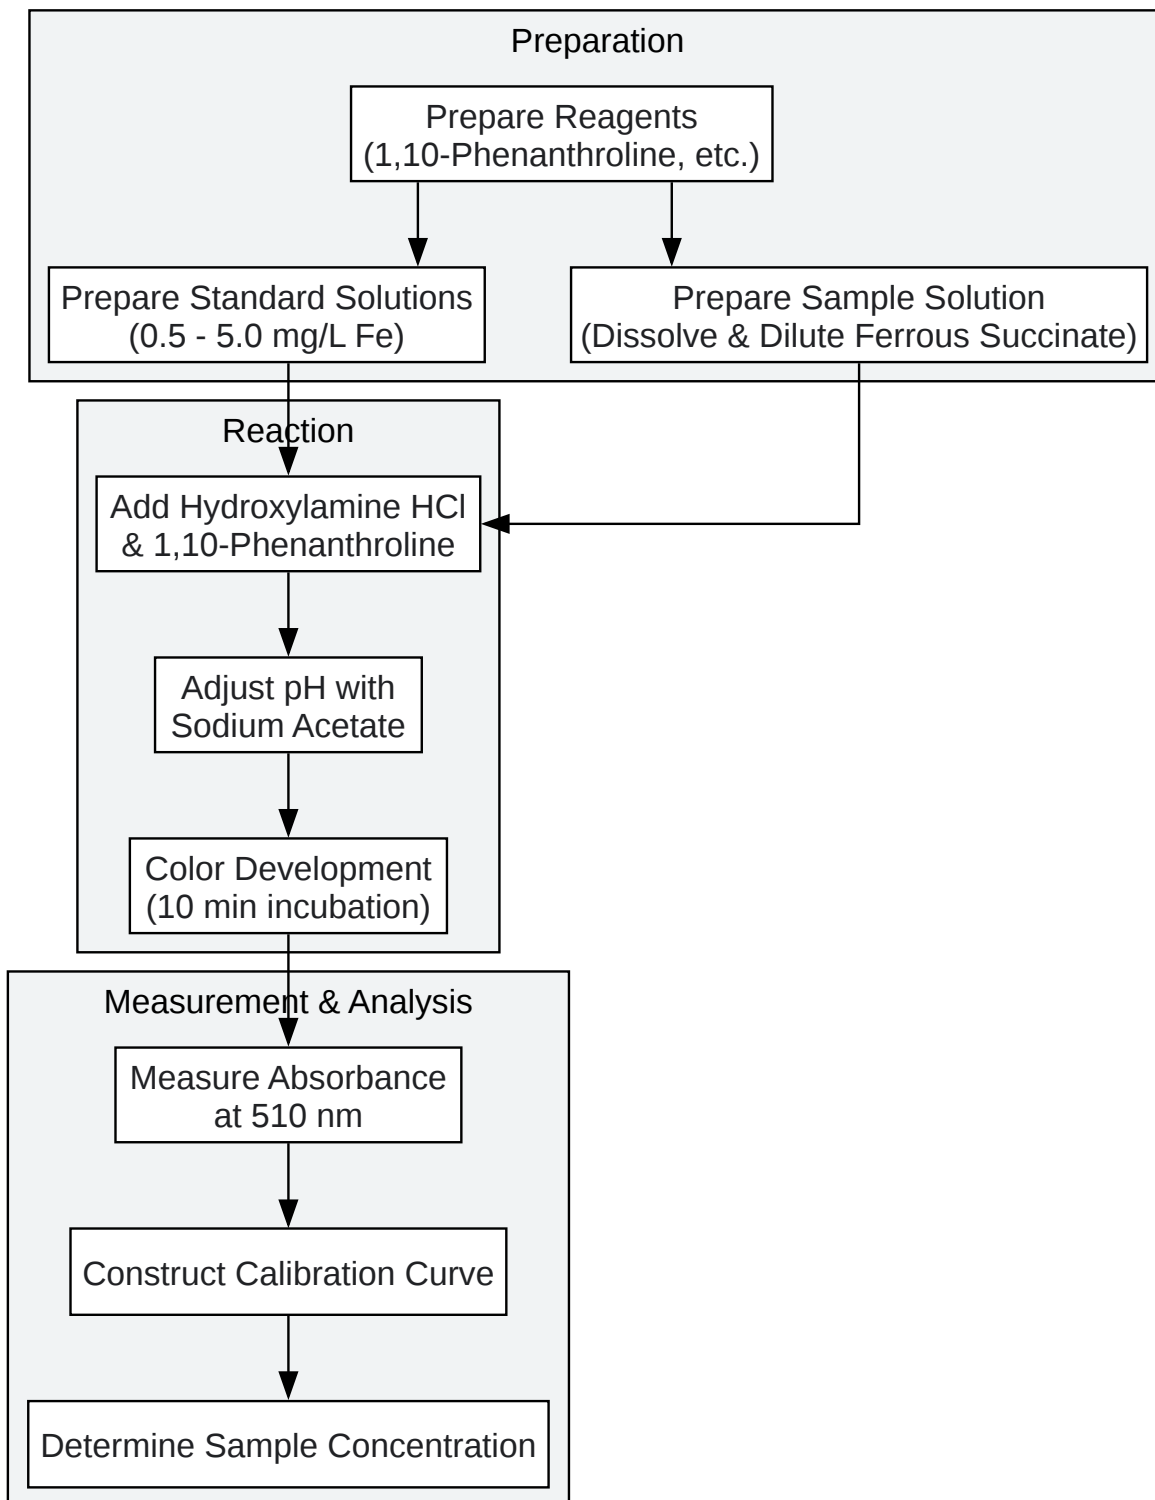 Preparation
Prepare Reagents
(1,10-Phenanthroline, etc.)
Prepare Standard Solutions
(0.5 - 5.0 mg/L Fe)
Prepare Sample Solution
(Dissolve & Dilute Ferrous Succinate)
Reaction
Add Hydroxylamine HCl
& 1,10-Phenanthroline
Adjust pH with
Sodium Acetate
Color Development
(10 min incubation)
Measurement & Analysis
Measure Absorbance
at 510 nm
Construct Calibration Curve
Determine Sample Concentration